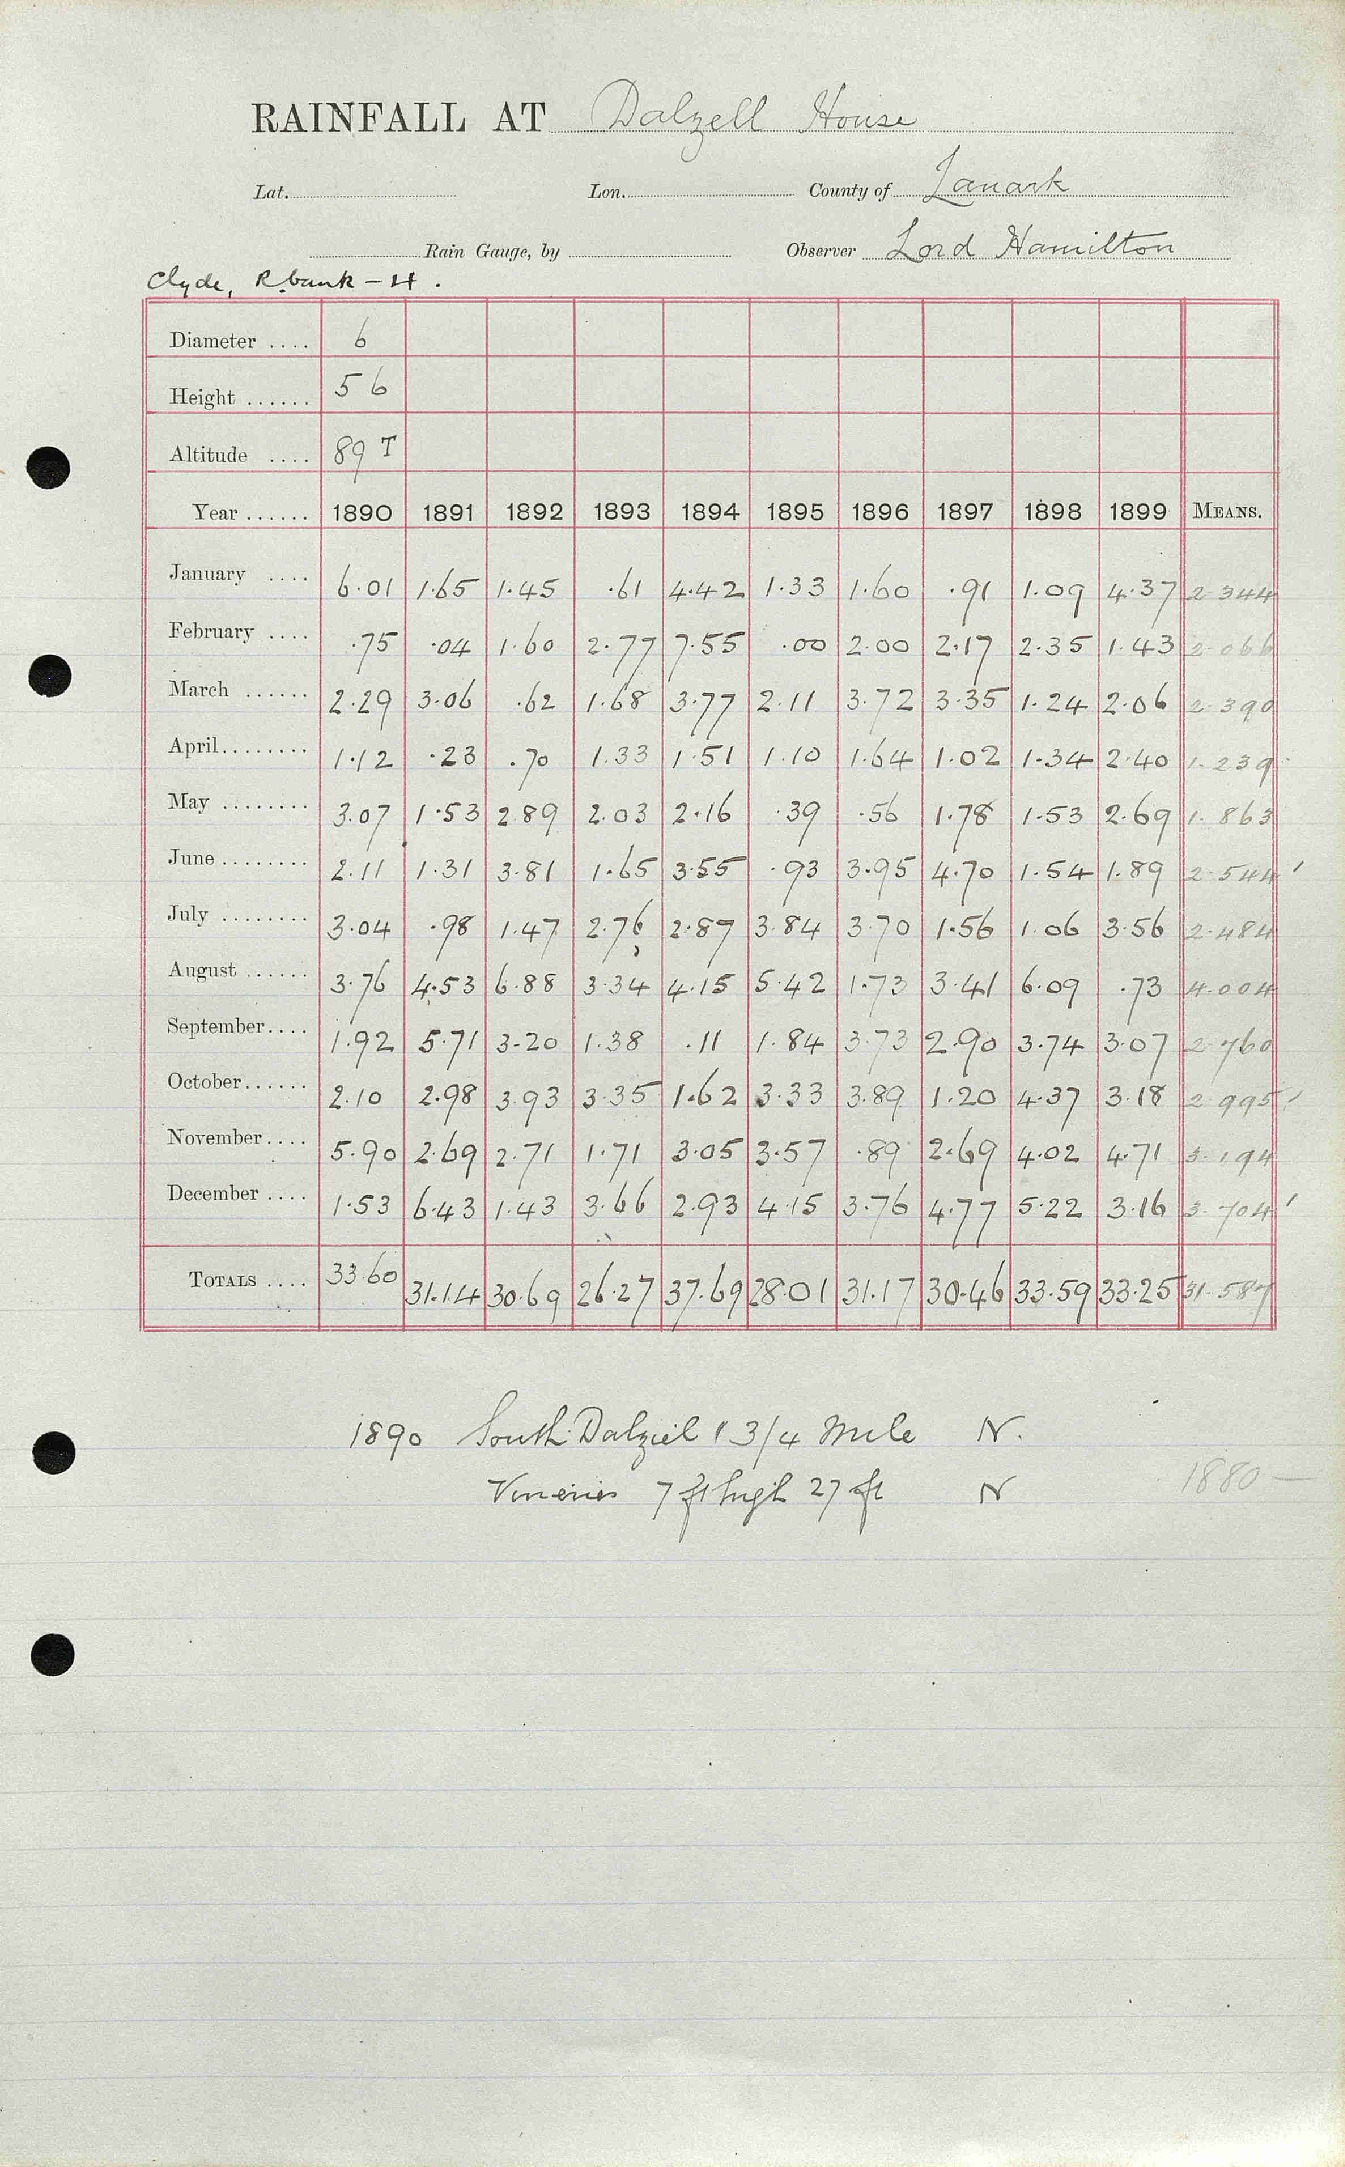 RAINFALL AT Dalzell House
Lat. Lon. County of Lanark
Rain Gauge, by Observer Lord Hamilton
Clyde, R. bank - H.
Diameter .... 6
Height ...... 5 6
Altitude .... 89 T
Year ...... 1890 1891 1892 1893 1894 1895 1896 1897 1898 1899 MEANS.
January .... 6.01 1.65 1.45 .61 4.42 1.33 1.60 .91 1.09 4.37 2.344
February .... .75 .04 1.60 2.77 7.55 .00 2.00 2.17 2.35 1.43 2.066
March ...... 2.29 3.06 .62 1.68 3.77 2.11 3.72 3.35 1.24 2.06 2.390
April........ 1.12 .23 .70 1.33 1.51 1.10 1.64 1.02 1.34 2.40 1.239
May ........ 3.07 1.53 2.89 2.03 2.16 .39 .56 1.78 1.53 2.69 1.863
June ........ 2.11 1.31 3.81 1.65 3.55 .93 3.95 4.70 1.54 1.89 2.544'
July ........ 3.04 .98 1.47 2.76 2.87 3.84 3.70 1.56 1.06 3.56 2.484
August ...... 3.76 4.53 6.88 3.34 4.15 5.42 1.73 3.41 6.09 .73 4.004
September.... 1.92 5.71 3.20 1.38 .11 1.84 3.73 2.90 3.74 3.07 2.760
October...... 2.10 2.98 3.93 3.35 1.62 3.33 3.89 1.20 4.37 3.18 2.995'
November.... 5.90 2.69 2.71 1.71 3.05 3.57 .89 2.69 4.02 4.71 3.194
December .... 1.53 6.43 1.43 3.66 2.93 4.15 3.76 4.77 5.22 3.16 3.704'
TOTALS .... 33.60 31.14 30.69 26.27 37.69 28.01 31.17 30.46 33.59 33.25 31.587
1890 South Dalziel 1 3/4 Mile N.
Vineries 7 ft high 27 ft N
1880 —